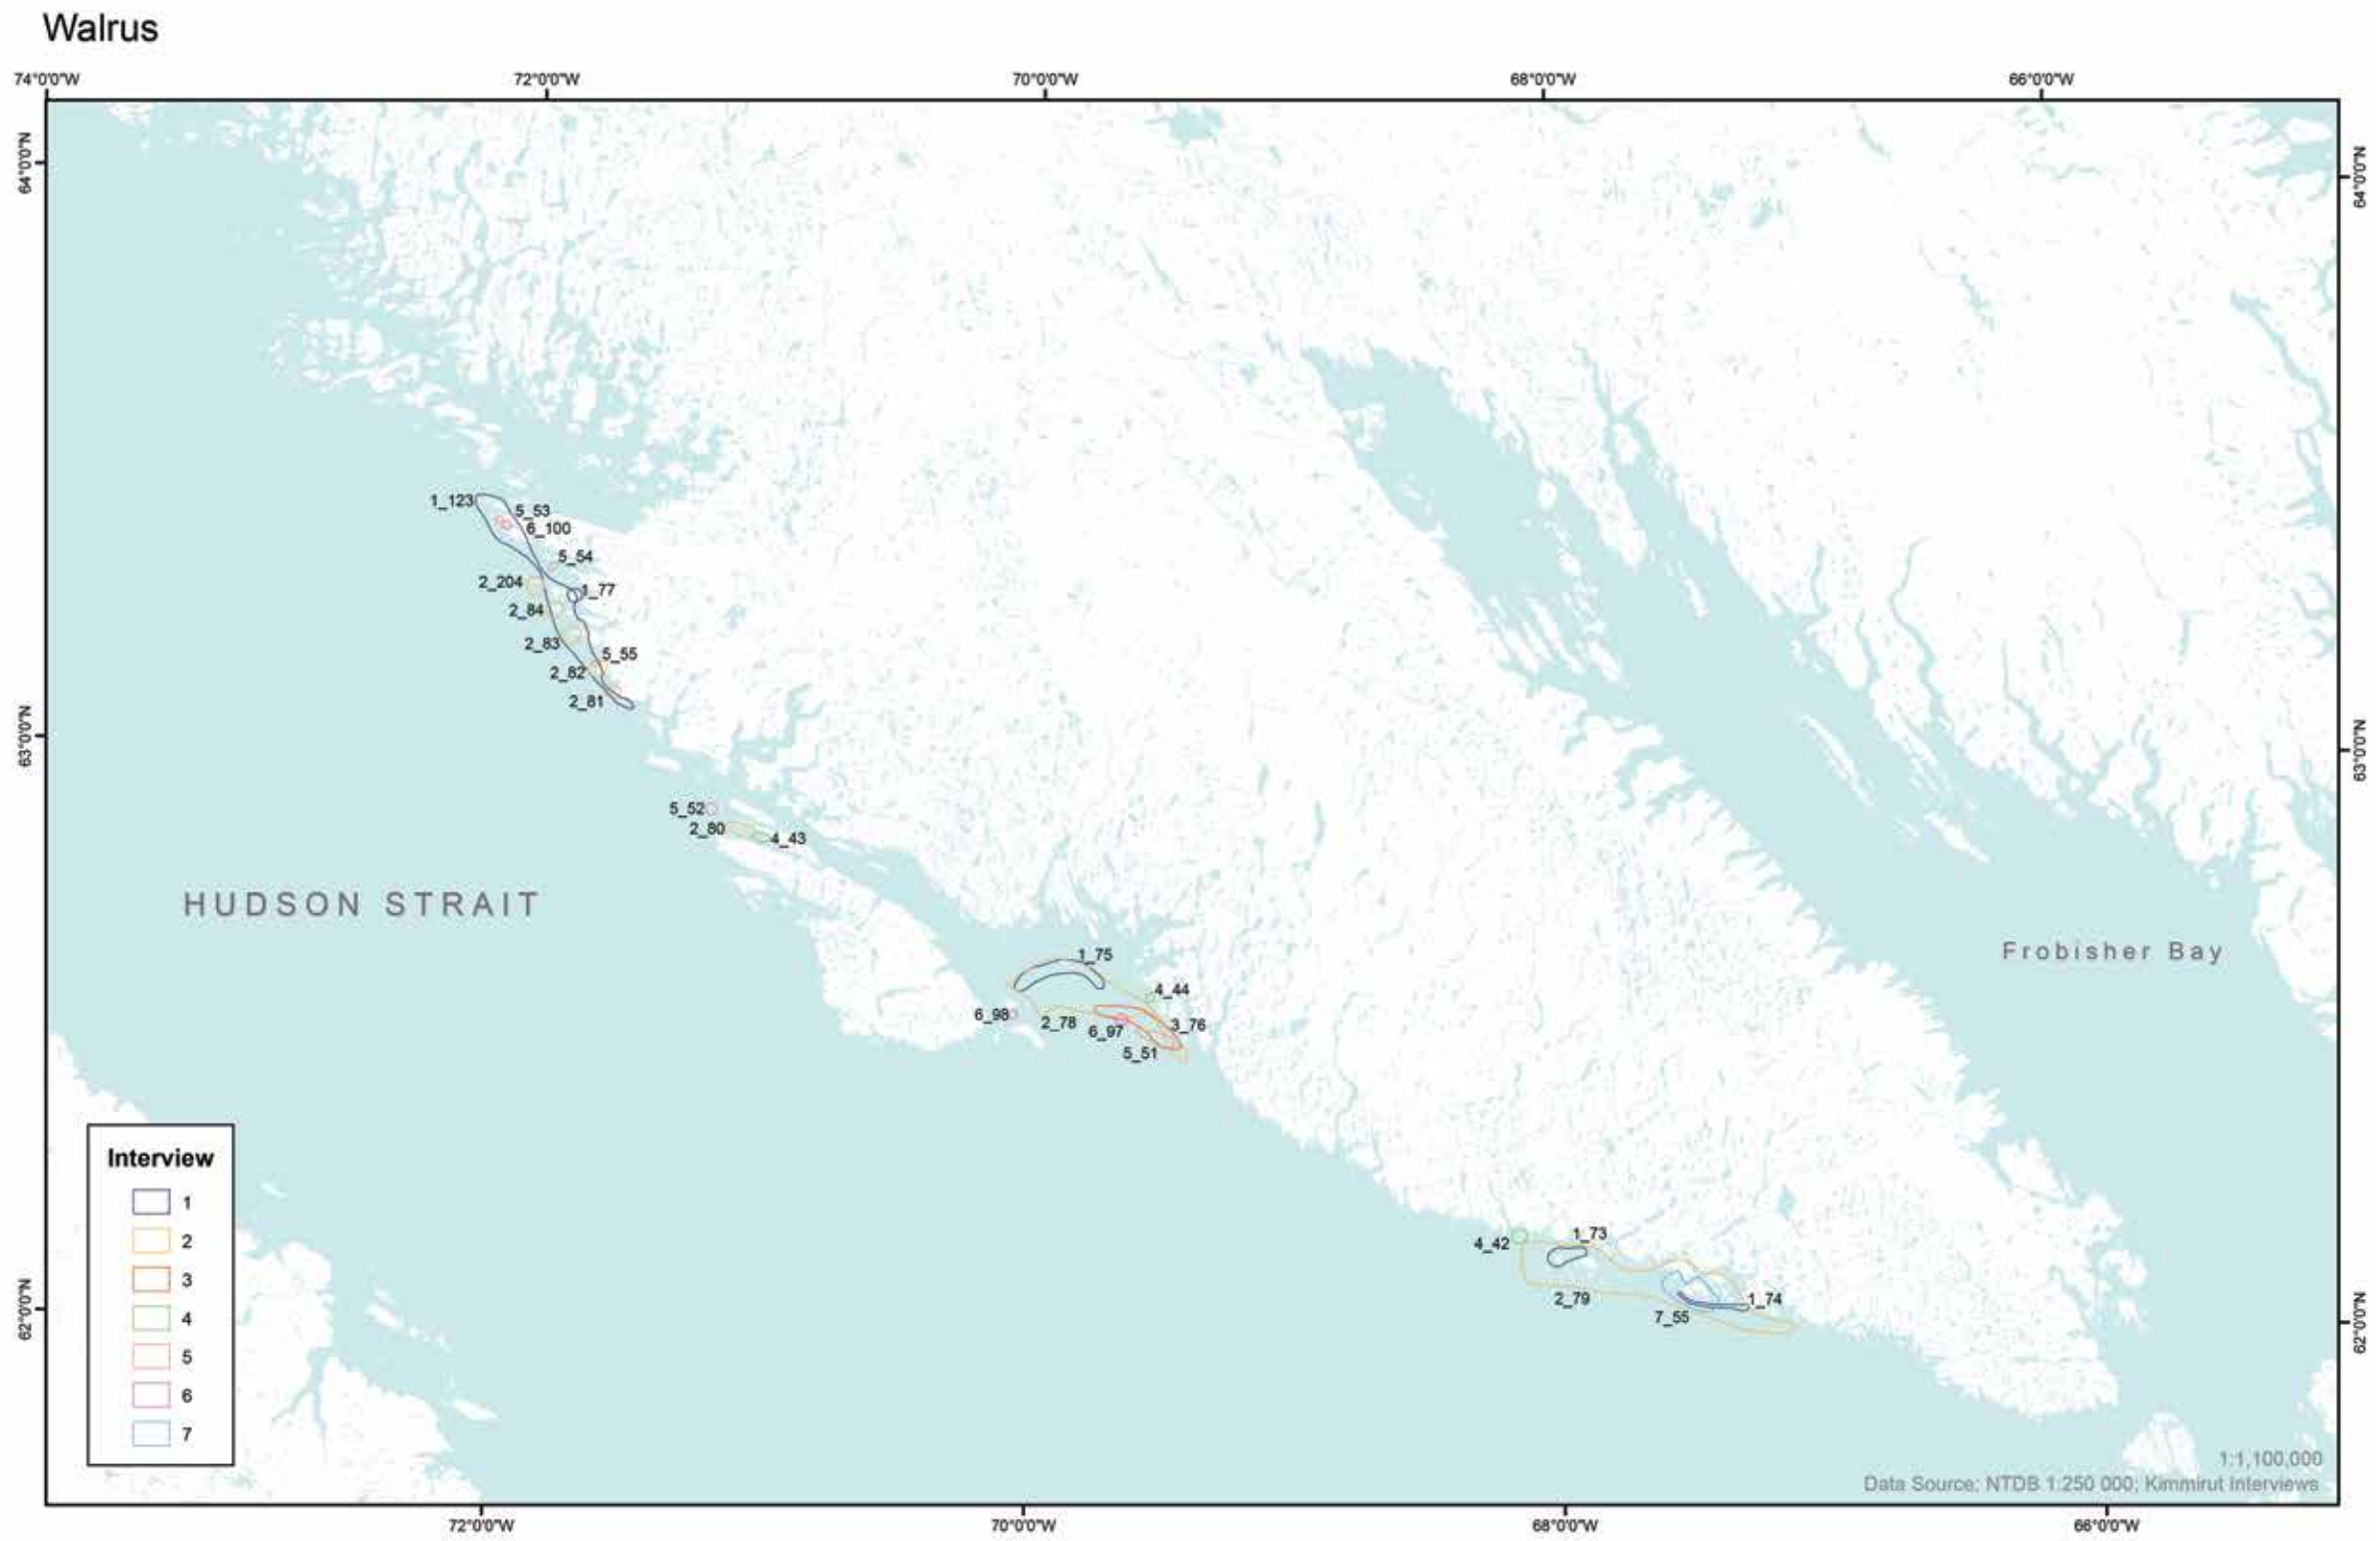 Walrus
74°0'0"W
72°0'0"W
70°0'0"W
68°0'0"W
66°0'0"W
64°0'0"N
64°0'0"N
1_123
5_53
6_100
5_54
2_204
1_77
2_84
2_83
5_55
2_82
2_81
63°0'0"N
63°0'0"N
5_52
2_80
4_43
HUDSON STRAIT
Frobisher Bay
1_75
4_44
6_98
2_78
6_97
3_76
5_51
4_42
1_73
2_79
1_74
7_55
62°0'0"N
62°0'0"N
Interview
1
2
3
4
5
6
7
1:1,100,000
Data Source: NTDB 1:250 000; Kimmirut Interviews
72°0'0"W
70°0'0"W
68°0'0"W
66°0'0"W